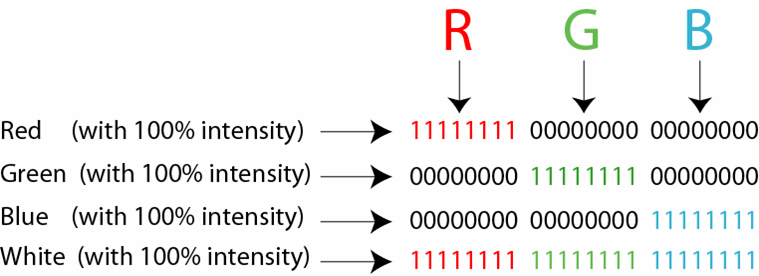 R G B
Red (with 100% intensity) 11111111 00000000 00000000
Green (with 100% intensity) 00000000 11111111 00000000
Blue (with 100% intensity) 00000000 00000000 11111111
White (with 100% intensity) 11111111 11111111 11111111